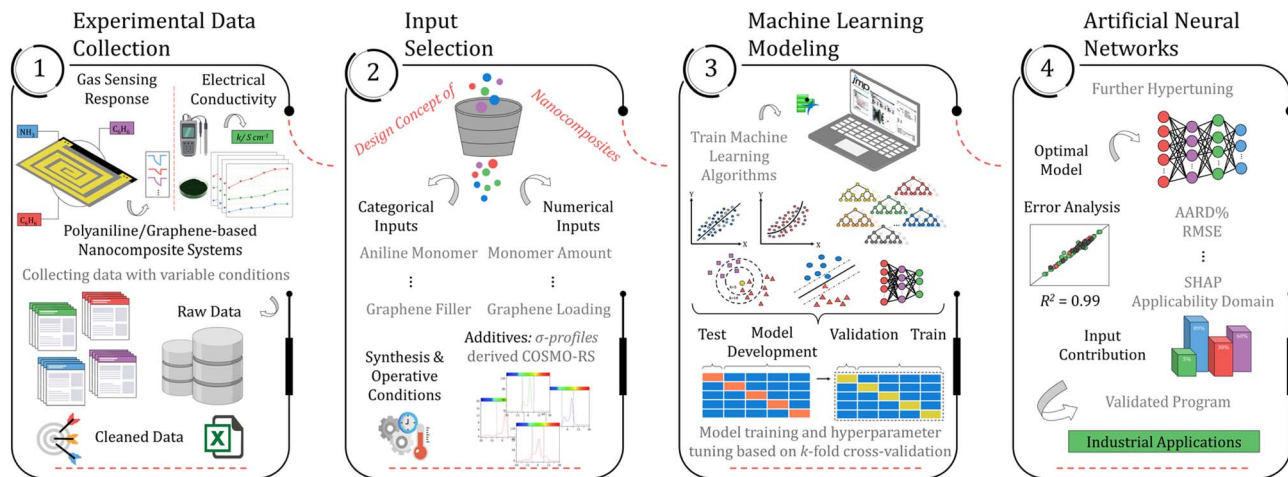 Experimental Data
Collection
1
Gas Sensing
Response
Electrical
Conductivity
NH₃
C₆H₆
k/ S cm⁻¹
Polyaniline/Graphene-based
Nanocomposite Systems
Collecting data with variable conditions
Raw Data
Cleaned Data
X
Input
Selection
2
Design Concept of
Nanocomposites
Categorical
Inputs
Numerical
Inputs
Aniline Monomer
Monomer Amount
Graphene Filler
Graphene Loading
Additives: σ-profiles
derived COSMO-RS
Synthesis &
Operative
Conditions
Machine Learning
Modeling
3
jmp
Train Machine
Learning
Algorithms
Y
X
Y
X
Test
Model
Development
Validation
Train
Model training and hyperparameter
tuning based on k-fold cross-validation
Artificial Neural
Networks
4
Further Hypertuning
Optimal
Model
Error Analysis
AARD%
RMSE
R² = 0.99
SHAP
Applicability Domain
Input
Contribution
89%
60%
Validated Program
Industrial Applications